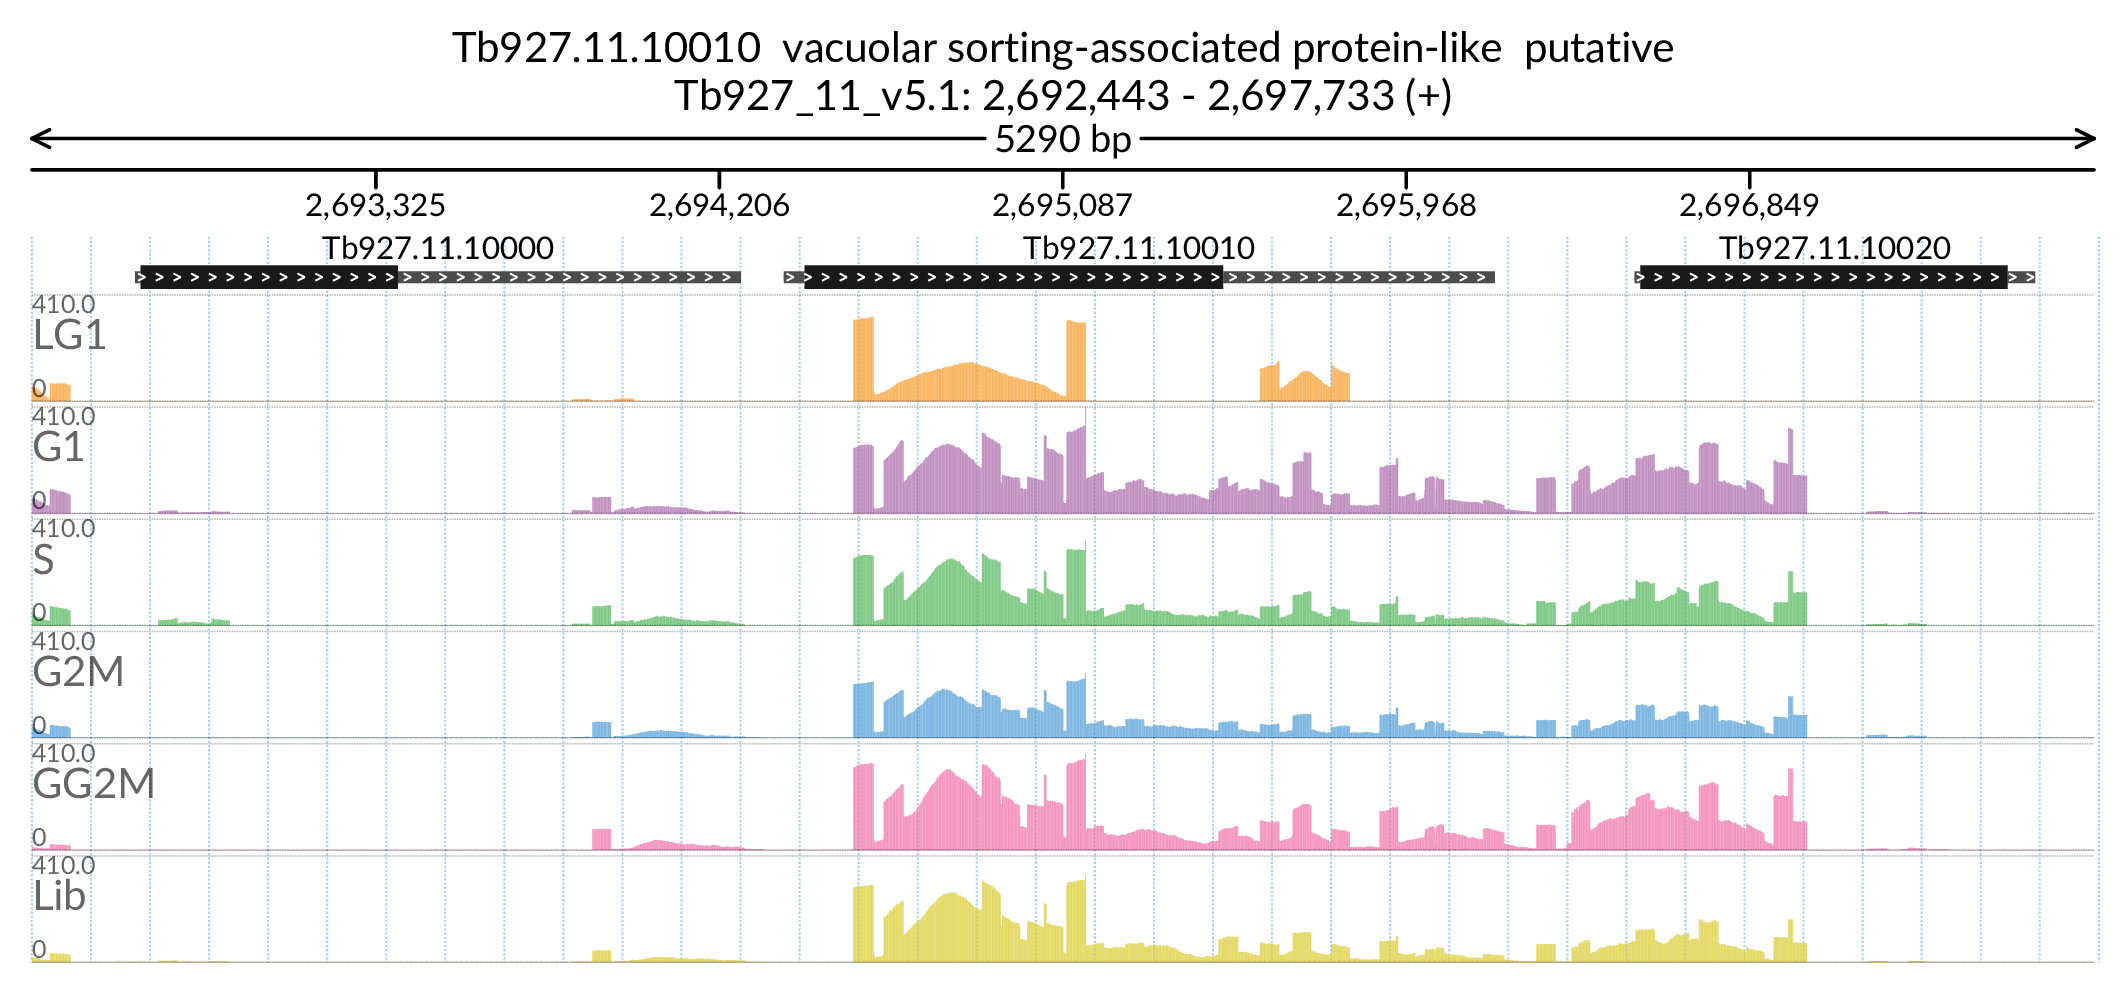 Tb927.11.10010 vacuolar sorting-associated protein-like putative
Tb927_11_v5.1: 2,692,443 - 2,697,733 (+)
5290 bp
2,693,325 2,694,206 2,695,087 2,695,968 2,696,849
Tb927.11.10000 Tb927.11.10010 Tb927.11.10020
410.0
LG1
0
410.0
G1
0
410.0
S
0
410.0
G2M
0
410.0
GG2M
0
410.0
Lib
0